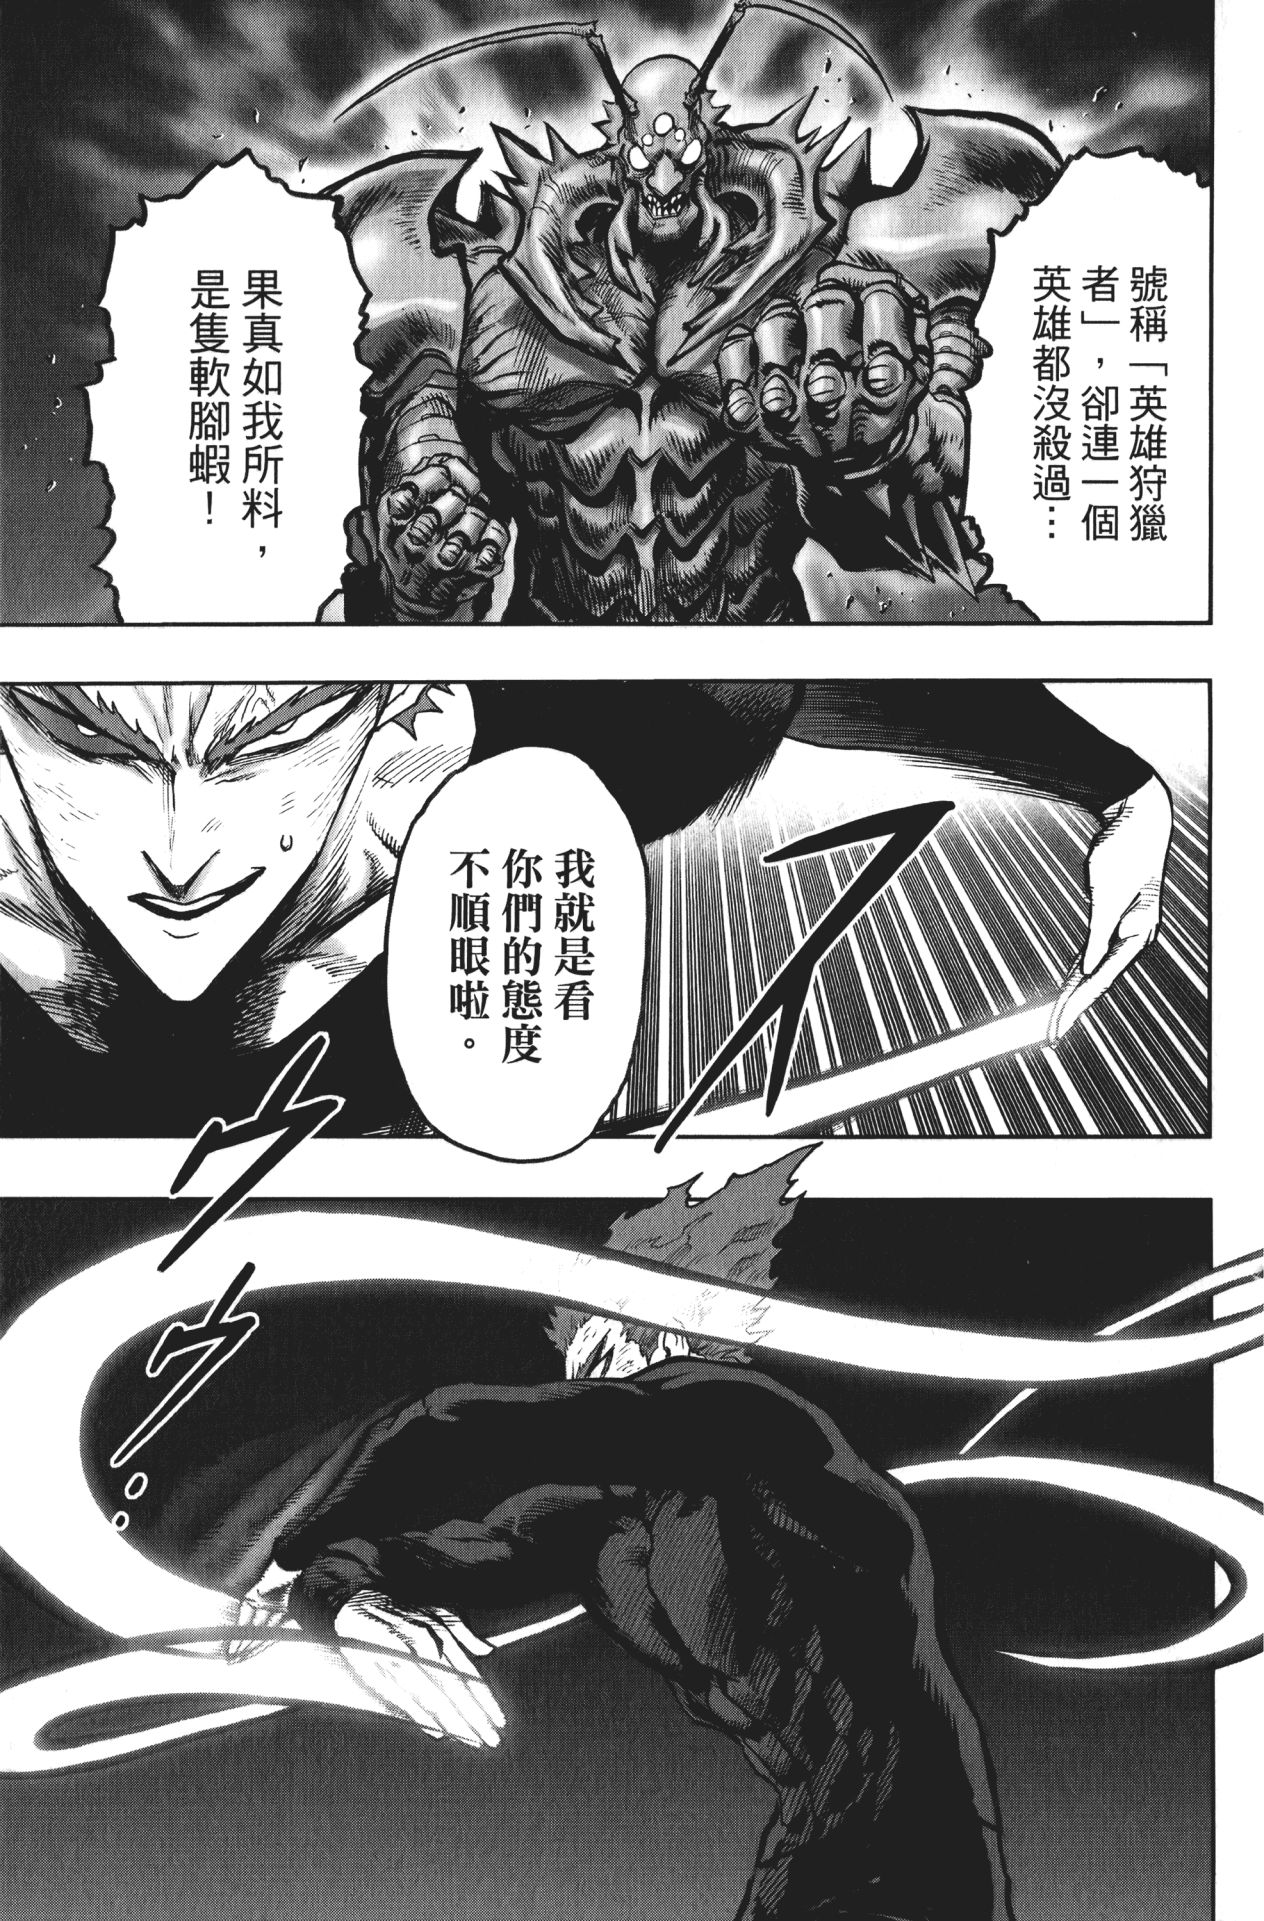 號稱「英雄狩獵
者」，卻連一個
英雄都沒殺過…
果真如我所料，
是隻軟腳蝦！
我就是看
你們的態度
不順眼啦。
ス
ウ
ウ